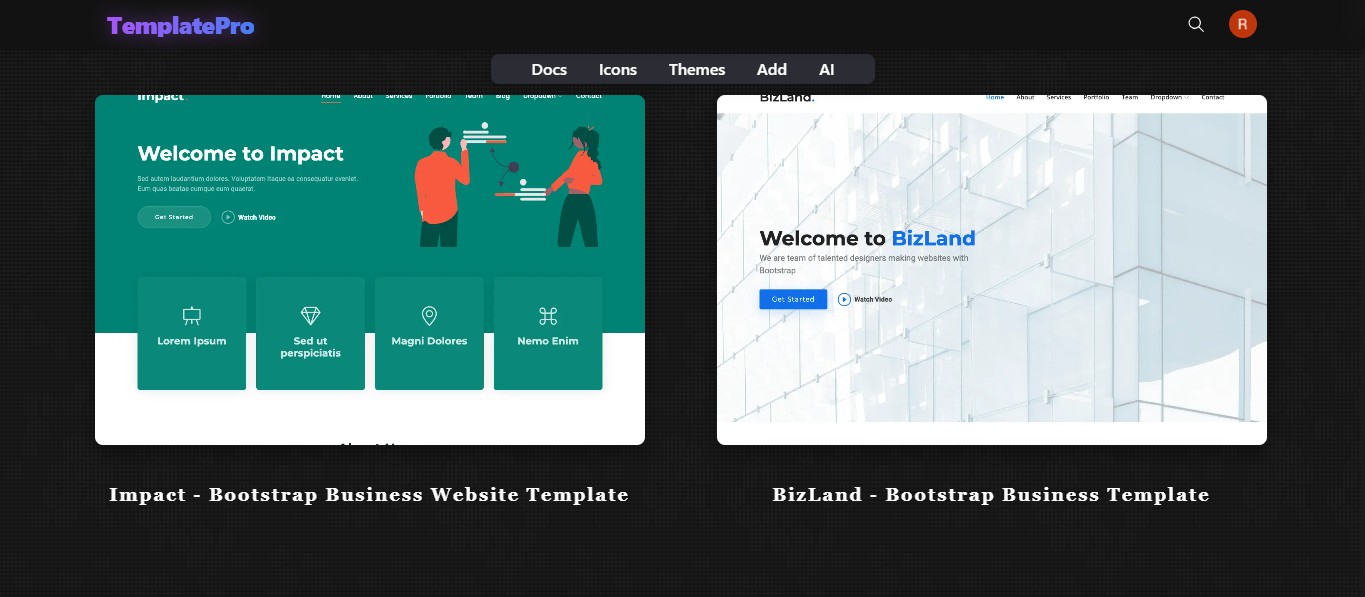 TemplatePro
R
Docs Icons Themes Add AI
Impact.
Home About Services Portfolio Team Blog Dropdown Contact
Welcome to Impact
Sed autem laudantium dolores. Voluptatem itaque ea consequatur eveniet.
Eum quas beatae cumque eum quaerat.
Get Started Watch Video
Lorem Ipsum
Sed ut
perspiciatis
Magni Dolores
Nemo Enim
Impact - Bootstrap Business Website Template
BizLand.
Home About Services Portfolio Team Dropdown Contact
Welcome to BizLand
We are team of talented designers making websites with
Bootstrap
Get Started Watch Video
BizLand - Bootstrap Business Template